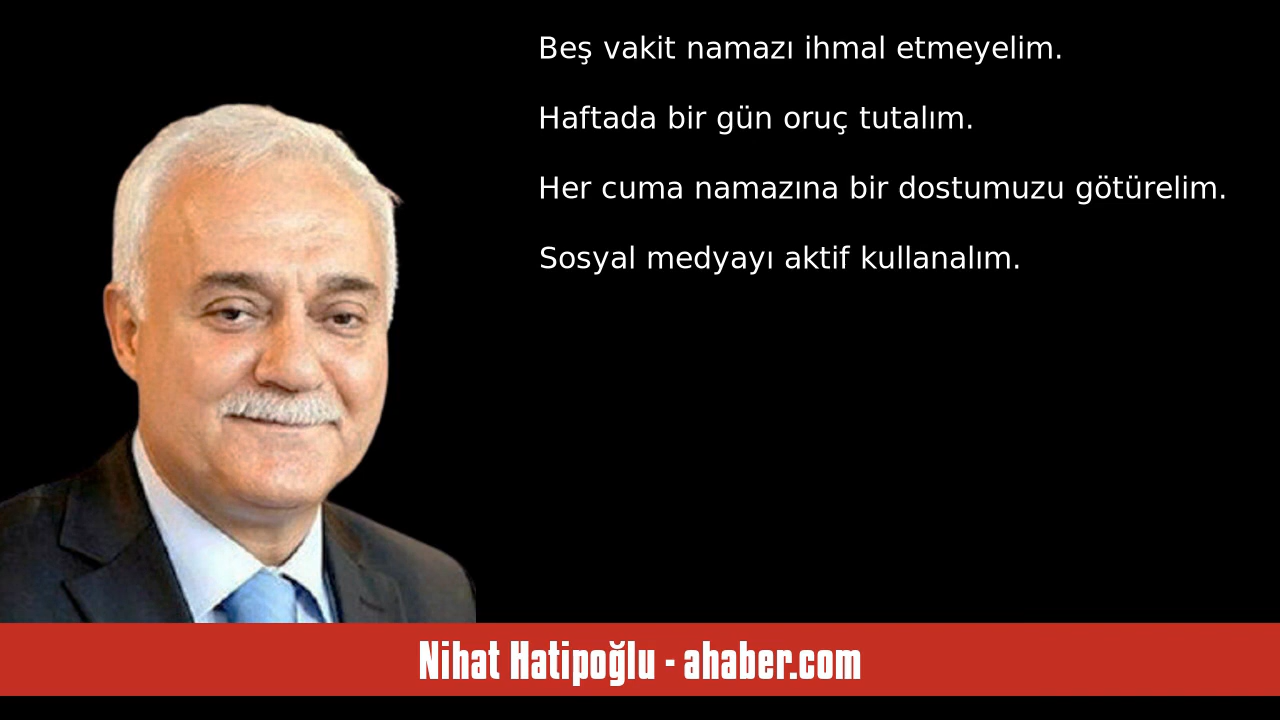 Beş vakit namazı ihmal etmeyelim.
Haftada bir gün oruç tutalım.
Her cuma namazına bir dostumuzu götürelim.
Sosyal medyayı aktif kullanalım.
Nihat Hatipoğlu - ahaber.com